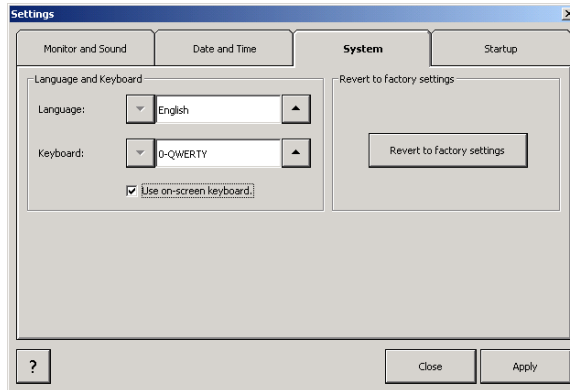 Settings
Monitor and Sound
Date and Time
System
Startup
Language and Keyboard
Revert to factory settings
Language:
English
Keyboard:
0-QWERTY
Revert to factory settings
Use on-screen keyboard.
?
Close
Apply